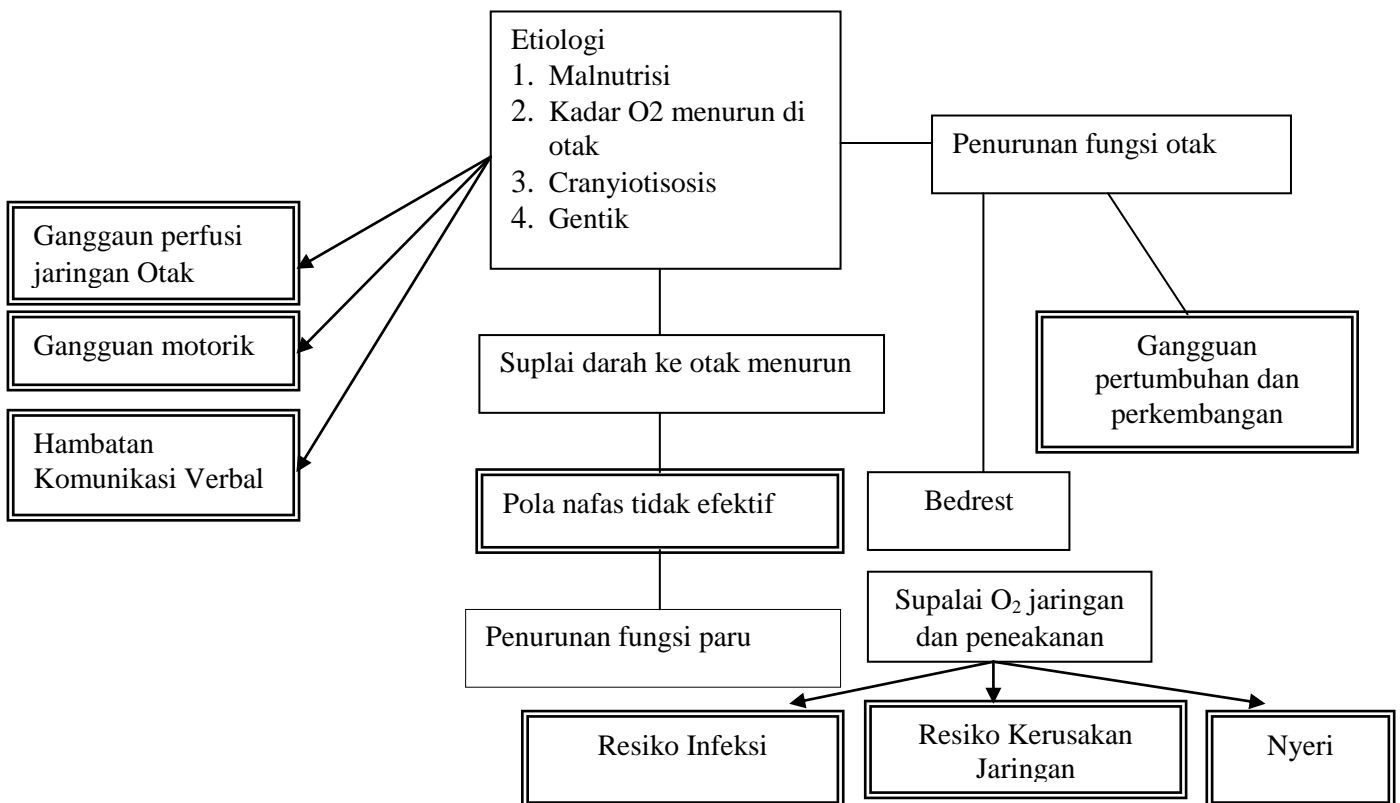 Etiologi
1. Malnutrisi
2. Kadar O2 menurun di
otak
3. Cranyiotisosis
4. Gentik
Penurunan fungsi otak
Ganggaun perfusi
jaringan Otak
Gangguan motorik
Hambatan
Komunikasi Verbal
Suplai darah ke otak menurun
Gangguan
pertumbuhan dan
perkembangan
Pola nafas tidak efektif
Bedrest
Penurunan fungsi paru
Supalai O₂ jaringan
dan peneakanan
Resiko Infeksi
Resiko Kerusakan
Jaringan
Nyeri